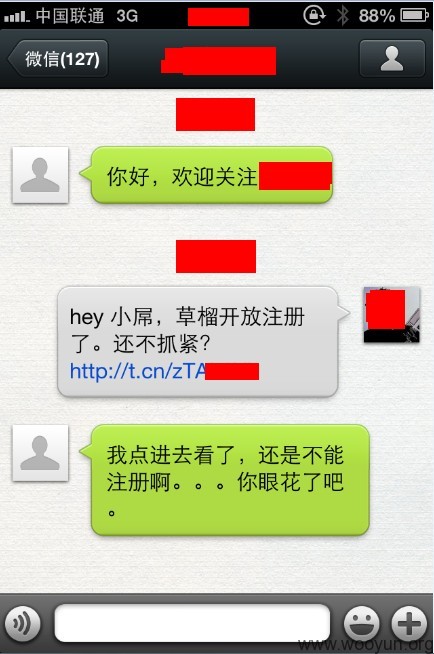 中国联通 3G 88%
微信(127)
你好，欢迎关注
hey 小屌，草榴开放注册
了。还不抓紧？
http://t.cn/zTA
我点进去看了，还是不能
注册啊。。。你眼花了吧
。
www.wooyun.org